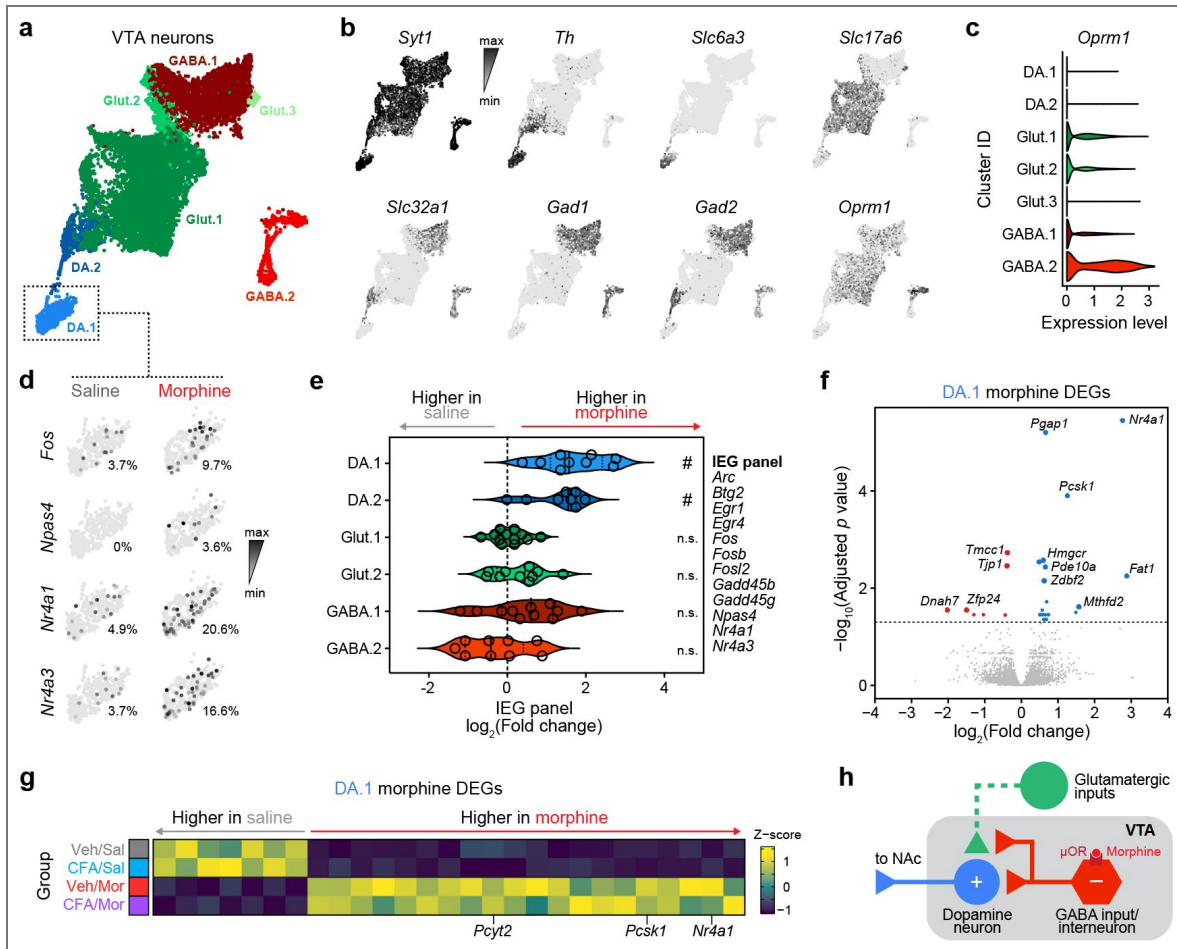 a
VTA neurons
GABA.1
Glut.2
Glut.3
Glut.1
DA.2
GABA.2
DA.1
b
Syt1
max
min
Th
Slc6a3
Slc17a6
Slc32a1
Gad1
Gad2
Oprm1
c
Oprm1
Cluster ID
DA.1
DA.2
Glut.1
Glut.2
Glut.3
GABA.1
GABA.2
0 1 2 3
Expression level
d
Saline Morphine
Fos
3.7% 9.7%
Npas4
0% 3.6%
max
min
Nr4a1
4.9% 20.6%
Nr4a3
3.7% 16.6%
e
Higher in saline
Higher in morphine
DA.1 #
DA.2 #
Glut.1 n.s.
Glut.2 n.s.
GABA.1 n.s.
GABA.2 n.s.
-2 0 2 4
IEG panel
log2(Fold change)
IEG panel
Arc
Btg2
Egr1
Egr4
Fos
Fosb
Fosl2
Gadd45b
Gadd45g
Npas4
Nr4a1
Nr4a3
f
DA.1 morphine DEGs
Pgap1
Nr4a1
Pcsk1
Tmcc1
Tjp1
Hmgcr
Pde10a
Zdbf2
Fat1
Dnah7
Zfp24
Mthfd2
−log10(Adjusted p value)
4
2
0
−4 −3 −2 −1 0 1 2 3 4
log2(Fold change)
g
DA.1 morphine DEGs
Higher in saline
Higher in morphine
Group
Veh/Sal
CFA/Sal
Veh/Mor
CFA/Mor
Z−score
1
0
−1
Pcyt2
Pcsk1
Nr4a1
h
Glutamatergic
inputs
VTA
to NAc
µOR
Morphine
+
−
Dopamine
neuron
GABA input/
interneuron